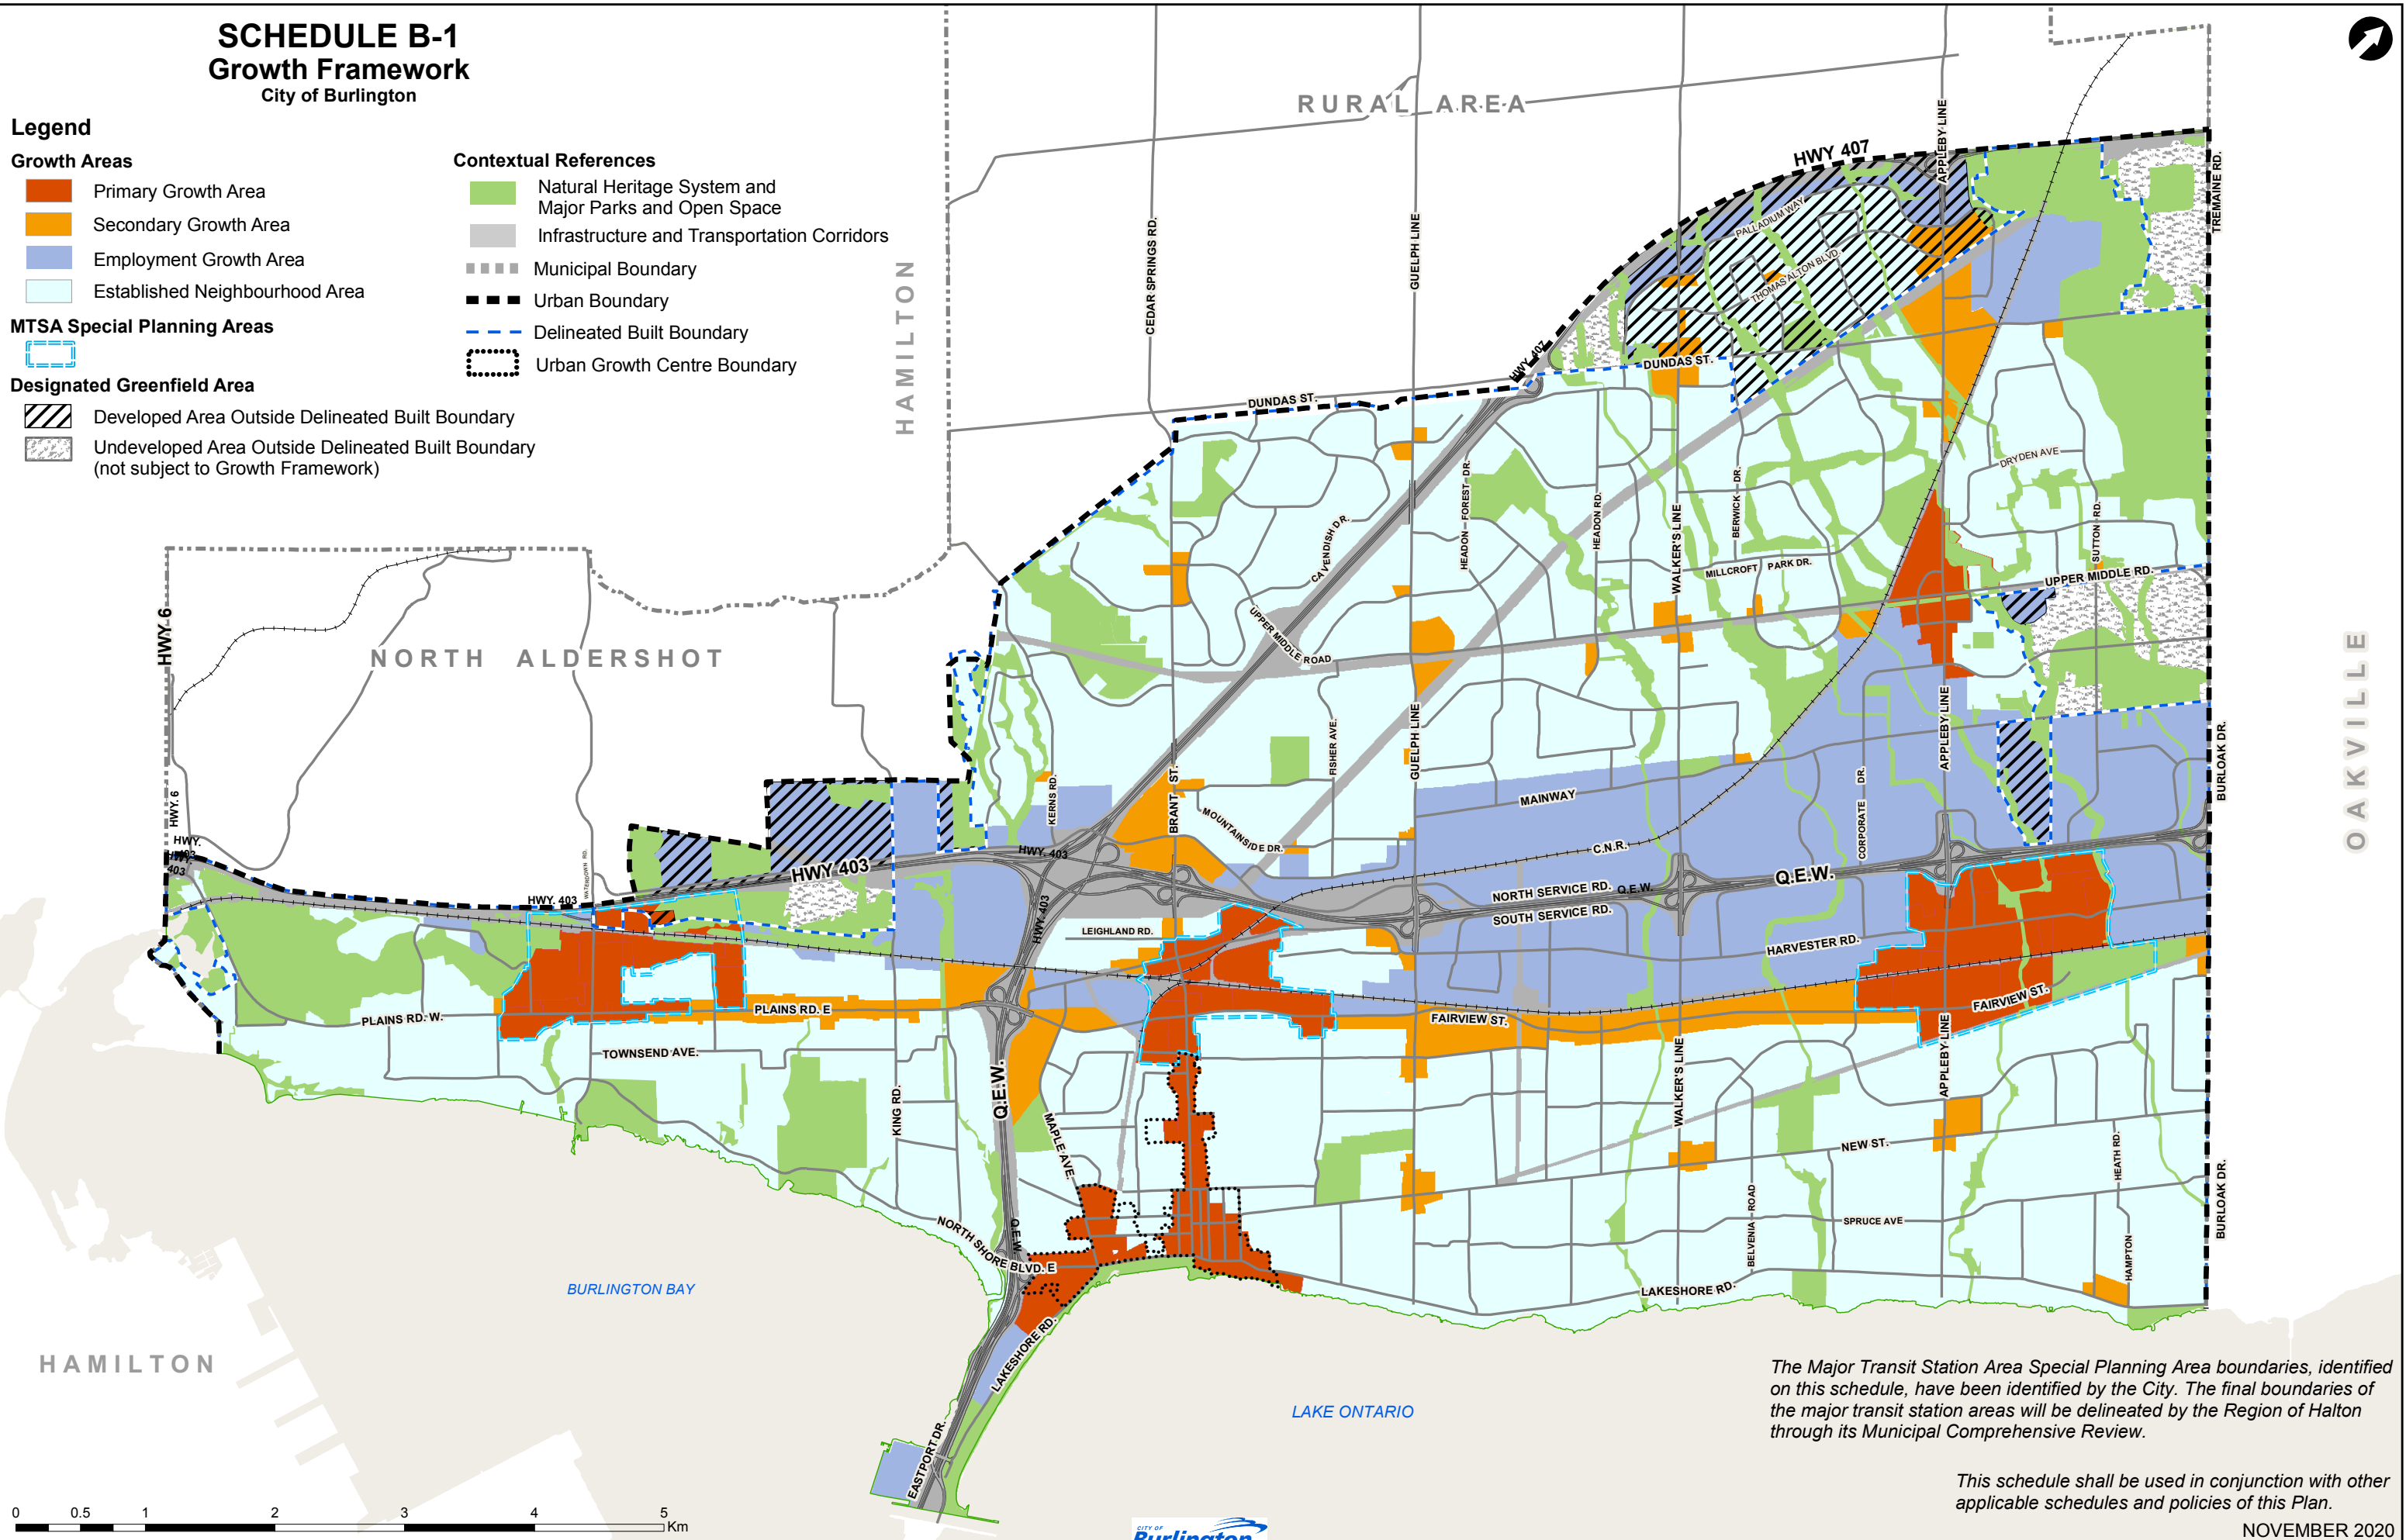 SCHEDULE B-1
Growth Framework
City of Burlington
Legend
Growth Areas
Primary Growth Area
Secondary Growth Area
Employment Growth Area
Established Neighbourhood Area
MTSA Special Planning Areas
Designated Greenfield Area
Developed Area Outside Delineated Built Boundary
Undeveloped Area Outside Delineated Built Boundary
(not subject to Growth Framework)
Contextual References
Natural Heritage System and
Major Parks and Open Space
Infrastructure and Transportation Corridors
Municipal Boundary
Urban Boundary
Delineated Built Boundary
Urban Growth Centre Boundary
RURAL AREA
HAMILTON
NORTH ALDERSHOT
OAKVILLE
HAMILTON
BURLINGTON BAY
LAKE ONTARIO
HWY 407
APPLEBY LINE
TREMAINE RD.
PALLADIUM WAY
THOMAS ALTON BLVD.
CEDAR SPRINGS RD.
GUELPH LINE
HWY. 407
DUNDAS ST.
DUNDAS ST.
CAVENDISH DR.
HEADON FOREST DR.
HEADON RD.
WALKER'S LINE
BERWICK DR.
MILLCROFT PARK DR.
DRYDEN AVE
SUTTON RD.
UPPER MIDDLE RD.
UPPER MIDDLE ROAD
HWY 6
HWY. 6
HWY.
403
HWY.
403
WATERDOWN RD.
HWY. 403
HWY 403
HWY. 403
HWY. 403
KERNS RD.
BRANT ST.
FISHER AVE.
GUELPH LINE
MOUNTAINSIDE DR.
MAINWAY
C.N.R.
CORPORATE DR.
APPLEBY LINE
BURLOAK DR.
NORTH SERVICE RD.
Q.E.W.
Q.E.W.
SOUTH SERVICE RD.
LEIGHLAND RD.
HARVESTER RD.
PLAINS RD. W.
PLAINS RD. E
FAIRVIEW ST.
FAIRVIEW ST.
TOWNSEND AVE.
KING RD.
Q.E.W.
MAPLE AVE.
WALKER'S LINE
APPLEBY LINE
NEW ST.
HEATH RD.
BURLOAK DR.
BELVENIA ROAD
SPRUCE AVE
HAMPTON
NORTH SHORE BLVD. E
Q.E.W.
LAKESHORE RD.
LAKESHORE RD.
EASTPORT DR.
The Major Transit Station Area Special Planning Area boundaries, identified
on this schedule, have been identified by the City. The final boundaries of
the major transit station areas will be delineated by the Region of Halton
through its Municipal Comprehensive Review.
This schedule shall be used in conjunction with other
applicable schedules and policies of this Plan.
NOVEMBER 2020
0 0.5 1 2 3 4 5
Km
CITY OF
Burlington